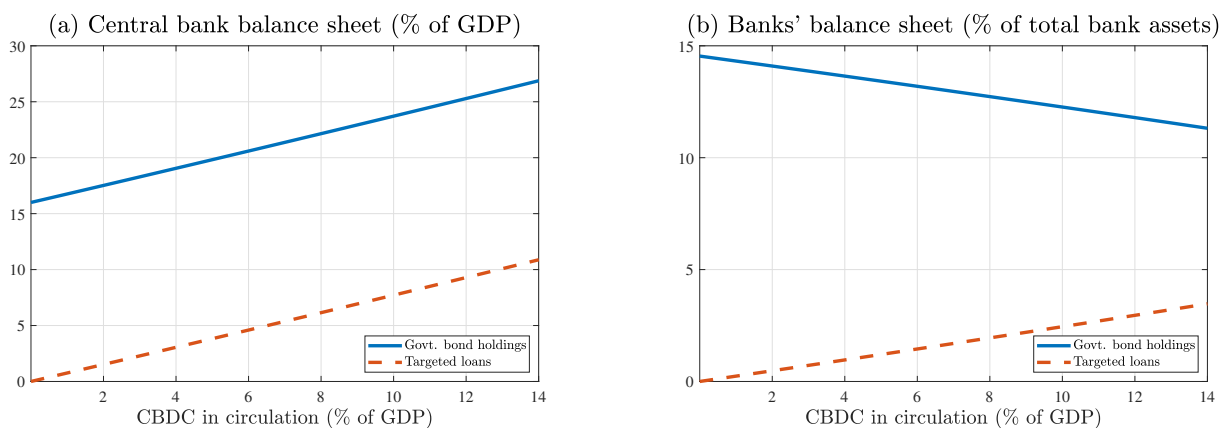 (a) Central bank balance sheet (% of GDP)
30
25
20
15
10
5
0
2 4 6 8 10 12 14
CBDC in circulation (% of GDP)
Govt. bond holdings
Targeted loans
(b) Banks' balance sheet (% of total bank assets)
15
10
5
0
2 4 6 8 10 12 14
CBDC in circulation (% of GDP)
Govt. bond holdings
Targeted loans